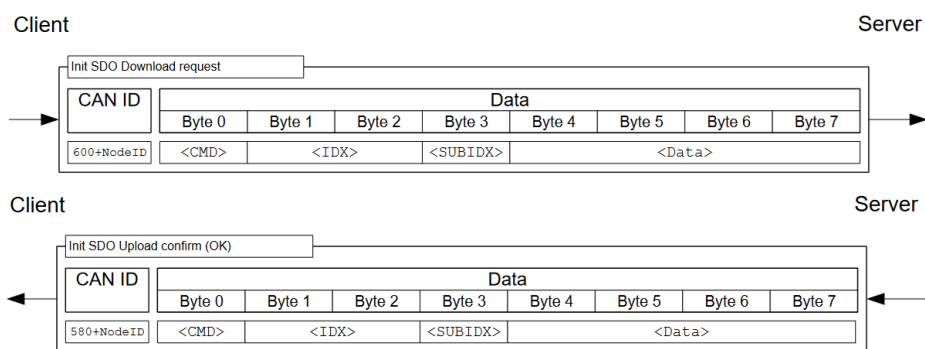 Client Server
Init SDO Download request
CAN ID Data
Byte 0 Byte 1 Byte 2 Byte 3 Byte 4 Byte 5 Byte 6 Byte 7
600+NodeID <CMD> <IDX> <SUBIDX> <Data>
Client Server
Init SDO Upload confirm (OK)
CAN ID Data
Byte 0 Byte 1 Byte 2 Byte 3 Byte 4 Byte 5 Byte 6 Byte 7
580+NodeID <CMD> <IDX> <SUBIDX> <Data>